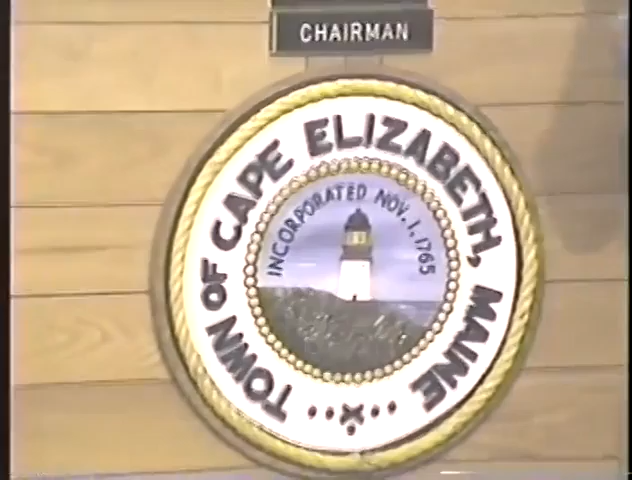 CHAIRMAN
TOWN OF CAPE ELIZABETH, MAINE
INCORPORATED NOV. 1, 1765